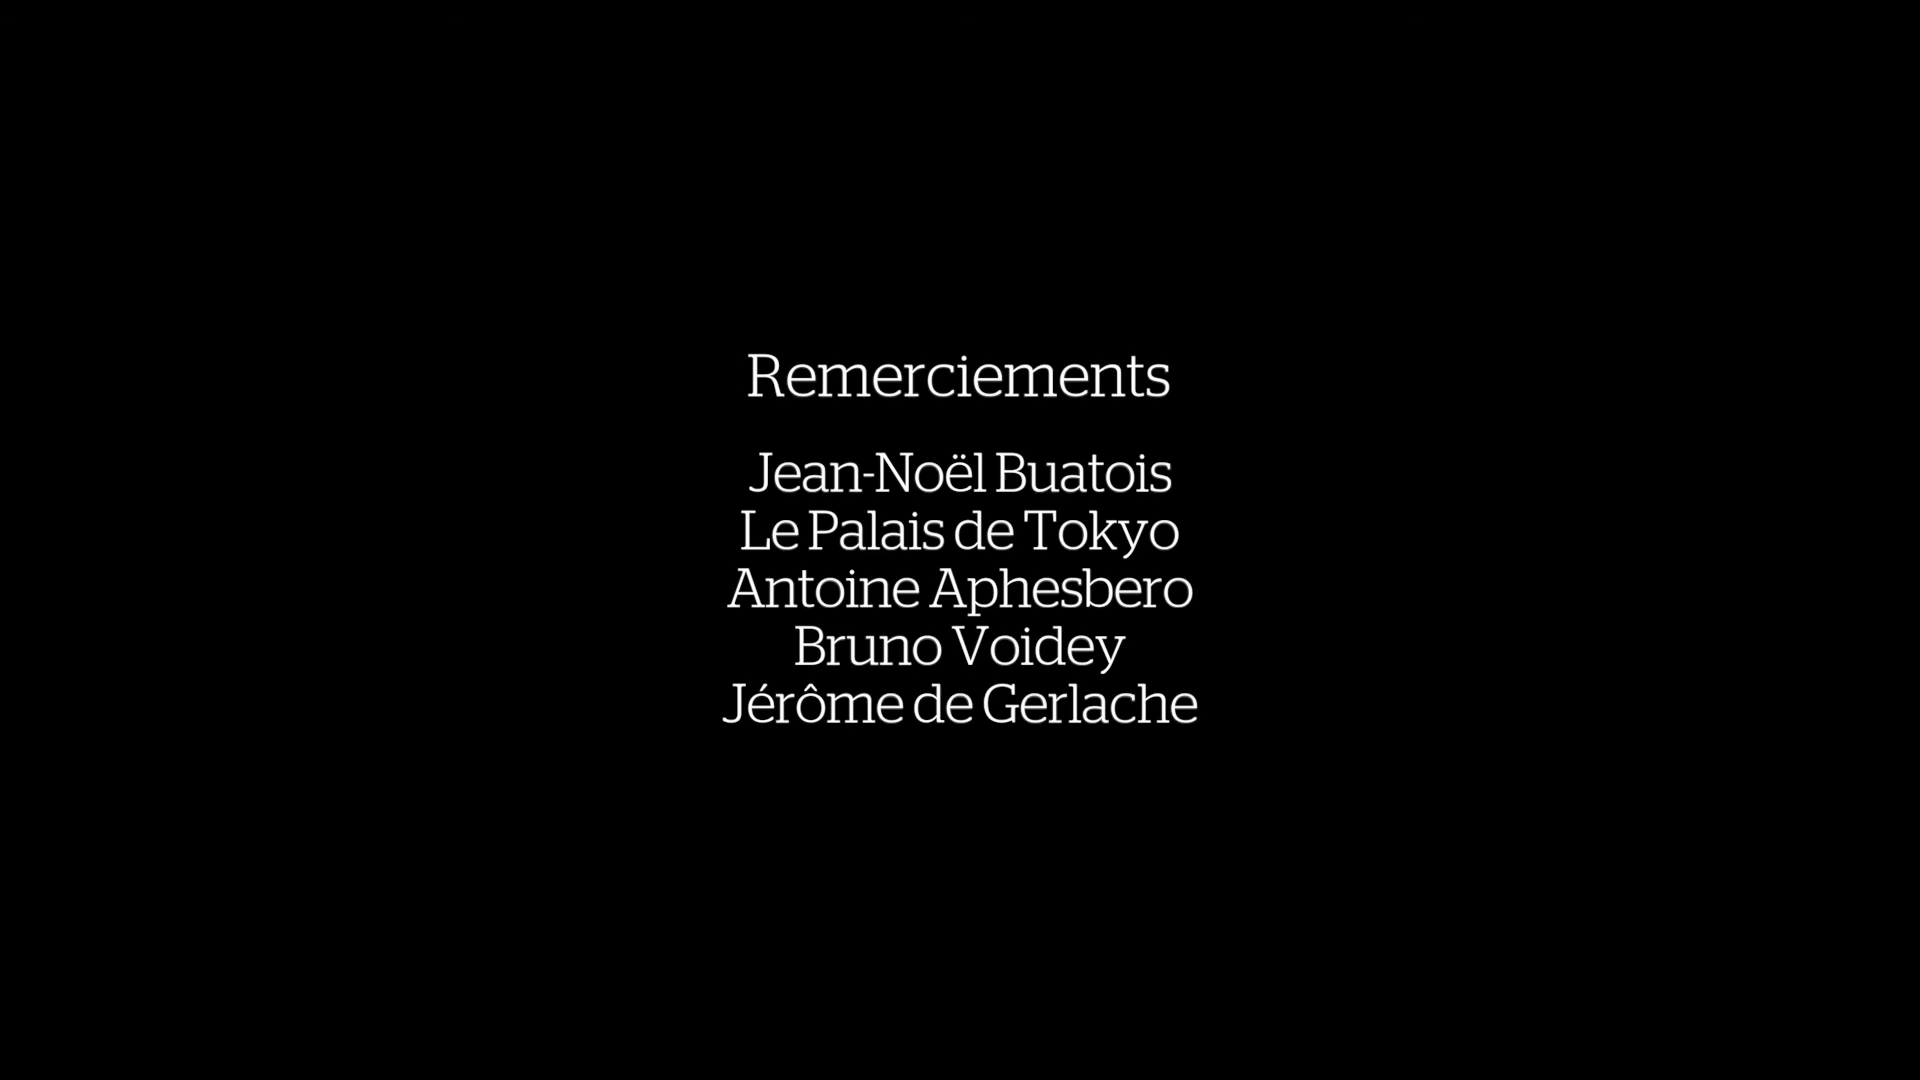 Remerciements
Jean-Noël Buatois
Le Palais de Tokyo
Antoine Aphesbero
Bruno Voidey
Jérôme de Gerlache